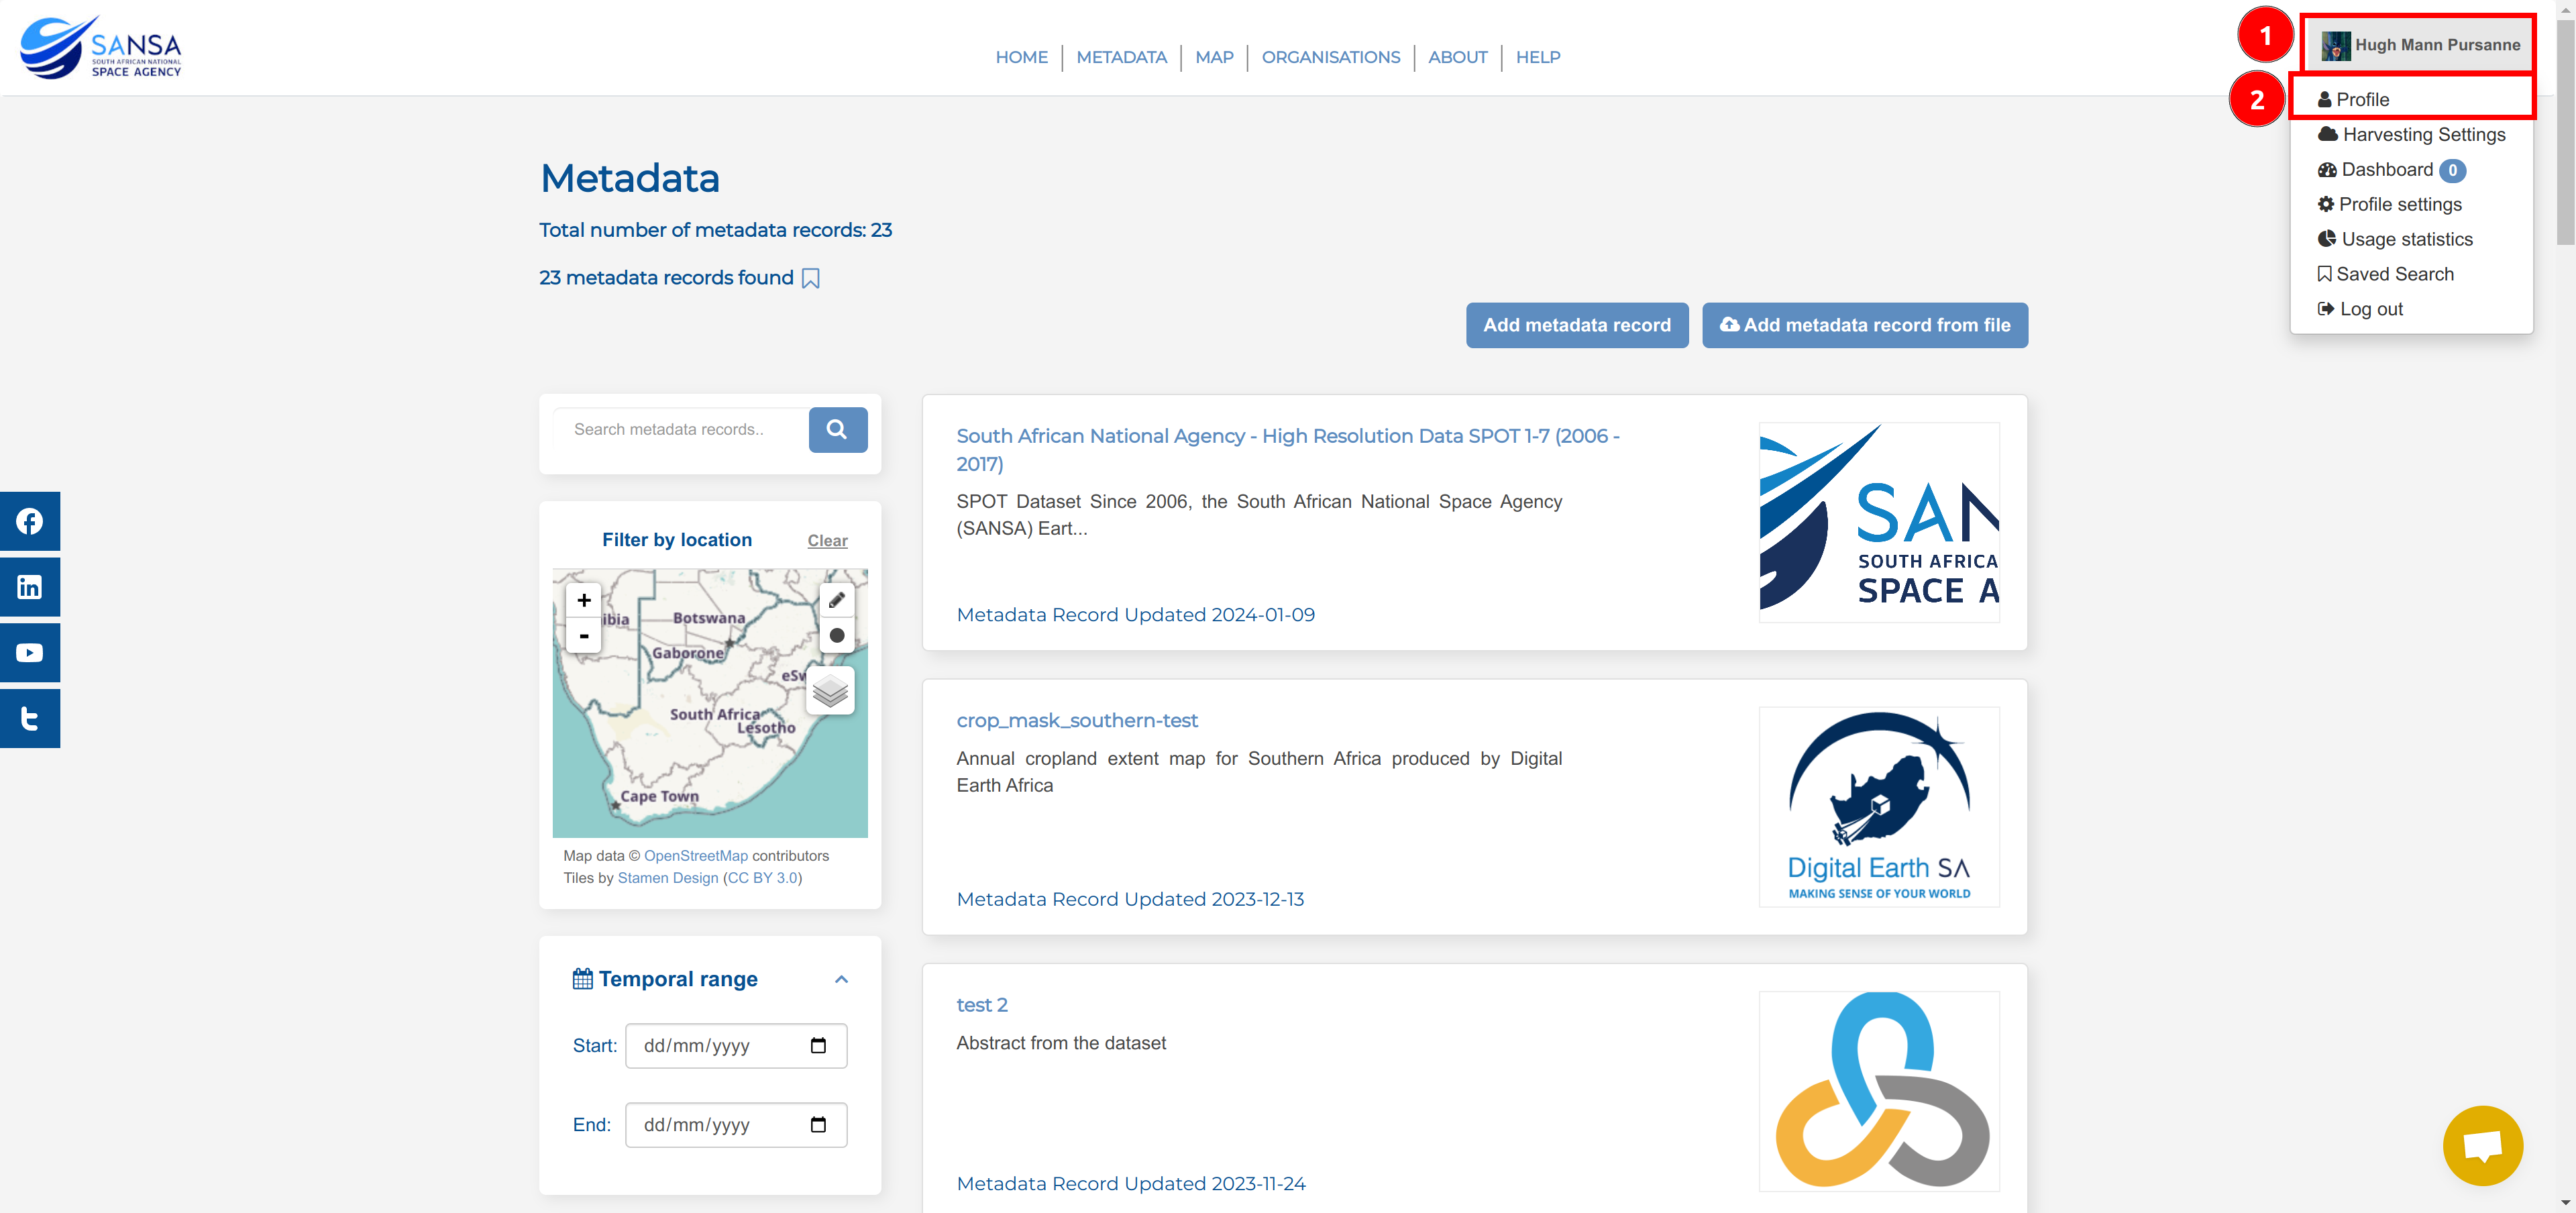 SANSA
SOUTH AFRICAN NATIONAL
SPACE AGENCY
HOME
METADATA
MAP
ORGANISATIONS
ABOUT
HELP
1
Hugh Mann Pursanne
2
Profile
Harvesting Settings
Dashboard 0
Profile settings
Usage statistics
Saved Search
Log out
Metadata
Total number of metadata records: 23
23 metadata records found
Add metadata record
Add metadata record from file
Search metadata records..
Filter by location
Clear
+
-
ibia
Botswana
Gaborone
eSw
South Africa
Lesotho
Cape Town
Map data © OpenStreetMap contributors
Tiles by Stamen Design (CC BY 3.0)
Temporal range
Start: dd/mm/yyyy
End: dd/mm/yyyy
South African National Agency - High Resolution Data SPOT 1-7 (2006 -
2017)
SPOT Dataset Since 2006, the South African National Space Agency
(SANSA) Eart...
Metadata Record Updated 2024-01-09
SAN
SOUTH AFRICA
SPACE A
crop_mask_southern-test
Annual cropland extent map for Southern Africa produced by Digital
Earth Africa
Metadata Record Updated 2023-12-13
Digital Earth SA
MAKING SENSE OF YOUR WORLD
test 2
Abstract from the dataset
Metadata Record Updated 2023-11-24